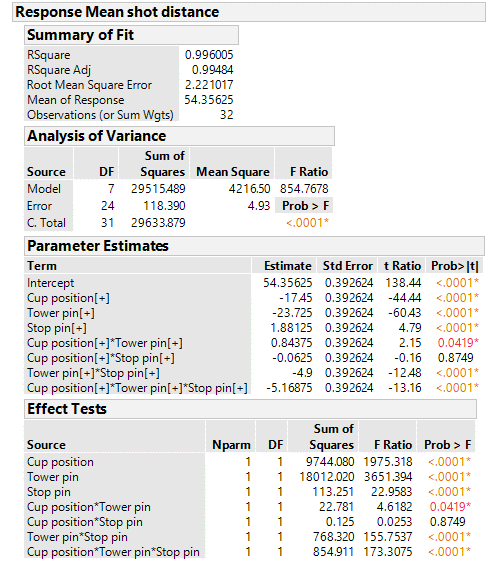 Response Mean shot distance
Summary of Fit
RSquare 0.996005
RSquare Adj 0.99484
Root Mean Square Error 2.221017
Mean of Response 54.35625
Observations (or Sum Wgts) 32
Analysis of Variance
Sum of
Source DF Squares Mean Square F Ratio
Model 7 29515.489 4216.50 854.7678
Error 24 118.390 4.93 Prob > F
C. Total 31 29633.879 <.0001*
Parameter Estimates
Term Estimate Std Error t Ratio Prob>|t|
Intercept 54.35625 0.392624 138.44 <.0001*
Cup position[+] -17.45 0.392624 -44.44 <.0001*
Tower pin[+] -23.725 0.392624 -60.43 <.0001*
Stop pin[+] 1.88125 0.392624 4.79 <.0001*
Cup position[+]*Tower pin[+] 0.84375 0.392624 2.15 0.0419*
Cup position[+]*Stop pin[+] -0.0625 0.392624 -0.16 0.8749
Tower pin[+]*Stop pin[+] -4.9 0.392624 -12.48 <.0001*
Cup position[+]*Tower pin[+]*Stop pin[+] -5.16875 0.392624 -13.16 <.0001*
Effect Tests
Sum of
Source Nparm DF Squares F Ratio Prob > F
Cup position 1 1 9744.080 1975.318 <.0001*
Tower pin 1 1 18012.020 3651.394 <.0001*
Stop pin 1 1 113.251 22.9583 <.0001*
Cup position*Tower pin 1 1 22.781 4.6182 0.0419*
Cup position*Stop pin 1 1 0.125 0.0253 0.8749
Tower pin*Stop pin 1 1 768.320 155.7537 <.0001*
Cup position*Tower pin*Stop pin 1 1 854.911 173.3075 <.0001*